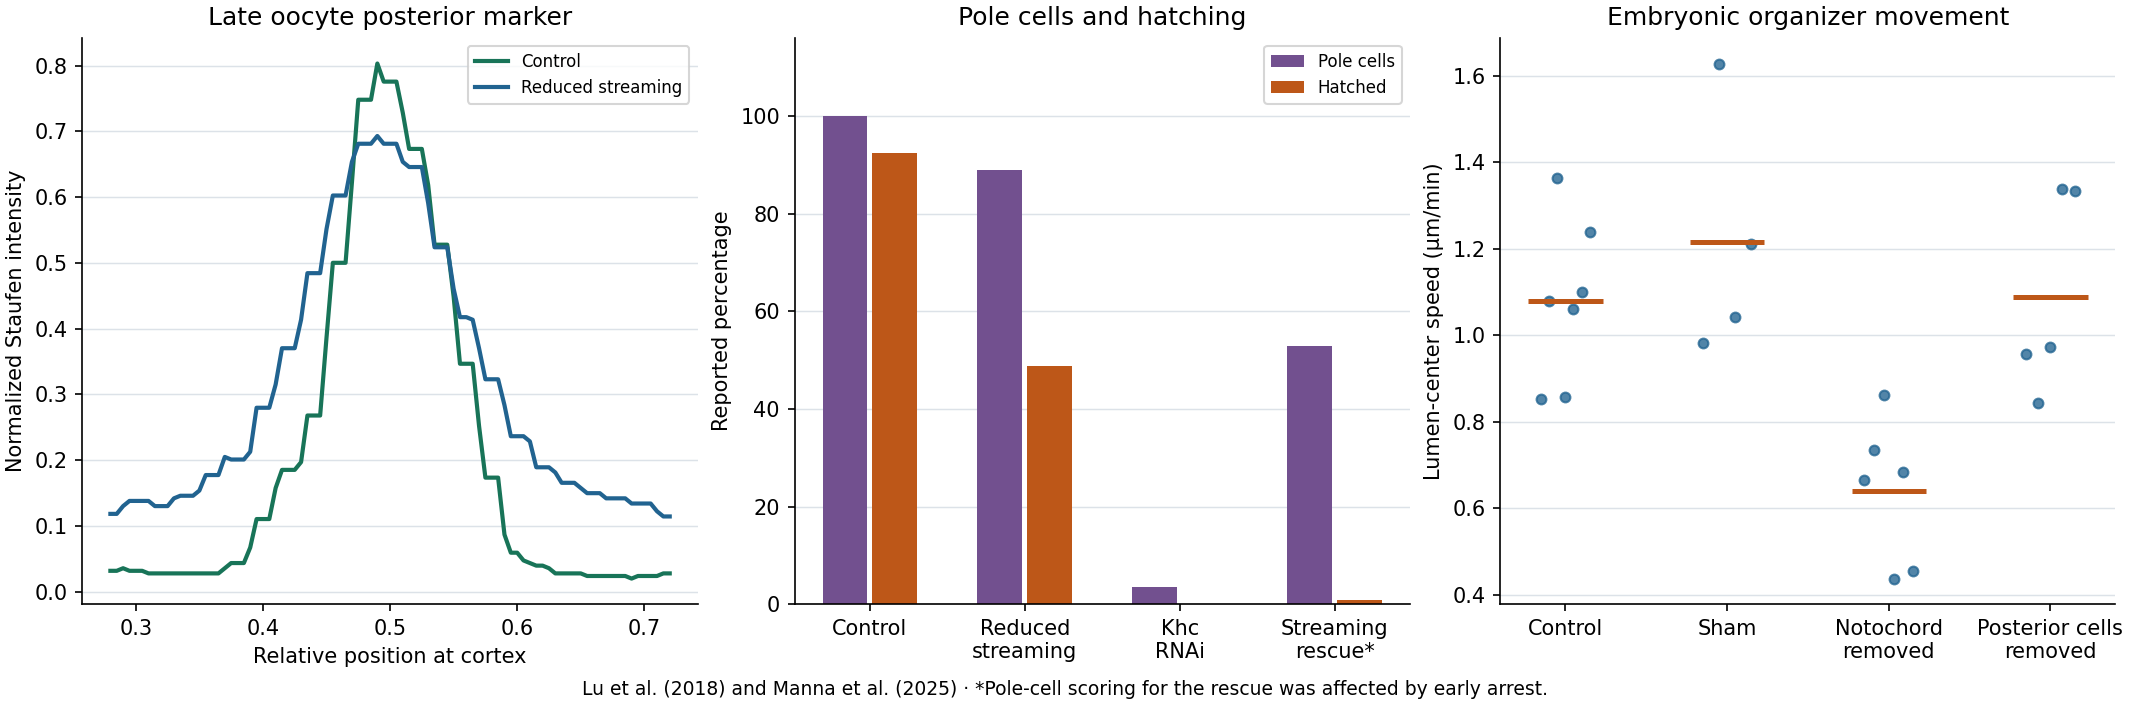 Late oocyte posterior marker
Normalized Staufen intensity
0.8
0.7
0.6
0.5
0.4
0.3
0.2
0.1
0.0
Control
Reduced streaming
0.3 0.4 0.5 0.6 0.7
Relative position at cortex
Pole cells and hatching
Reported percentage
100
80
60
40
20
0
Pole cells
Hatched
Control
Reduced
streaming
Khc
RNAi
Streaming
rescue*
Embryonic organizer movement
Lumen-center speed (µm/min)
1.6
1.4
1.2
1.0
0.8
0.6
0.4
Control
Sham
Notochord
removed
Posterior cells
removed
Lu et al. (2018) and Manna et al. (2025) · *Pole-cell scoring for the rescue was affected by early arrest.